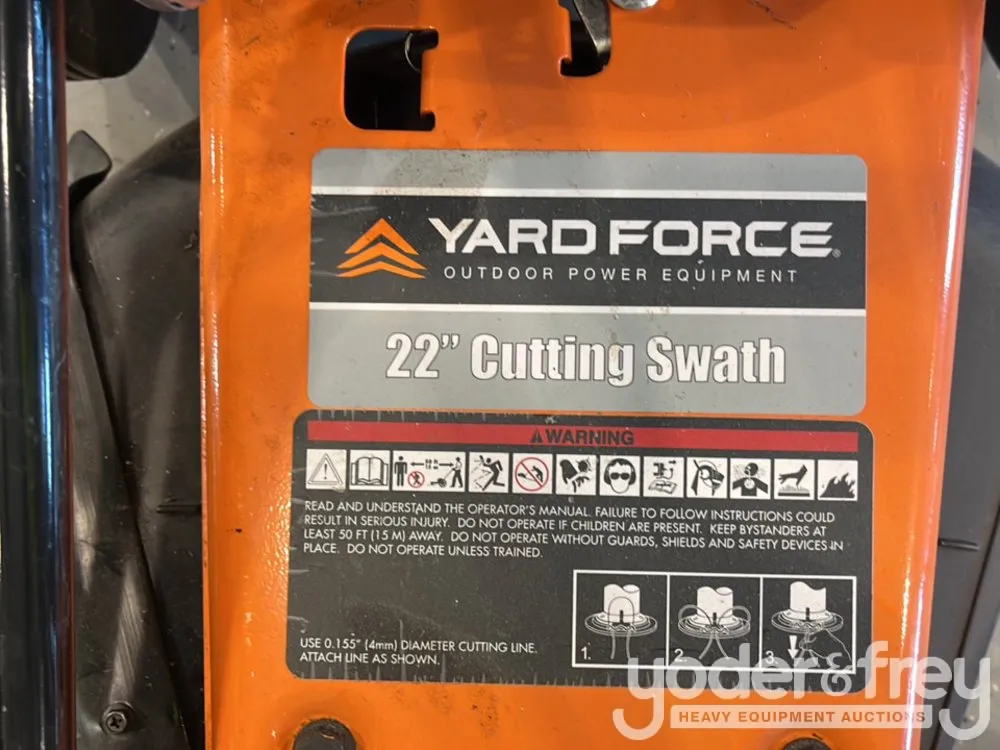 YARD FORCE®
OUTDOOR POWER EQUIPMENT
22” Cutting Swath
WARNING
READ AND UNDERSTAND THE OPERATOR'S MANUAL. FAILURE TO FOLLOW INSTRUCTIONS COULD
RESULT IN SERIOUS INJURY. DO NOT OPERATE IF CHILDREN ARE PRESENT. KEEP BYSTANDERS AT
LEAST 50 FT (15 M) AWAY. DO NOT OPERATE WITHOUT GUARDS, SHIELDS AND SAFETY DEVICES IN
PLACE. DO NOT OPERATE UNLESS TRAINED.
USE 0.155" (4mm) DIAMETER CUTTING LINE.
ATTACH LINE AS SHOWN.
1. 2. 3.
yoder&frey
HEAVY EQUIPMENT AUCTIONS